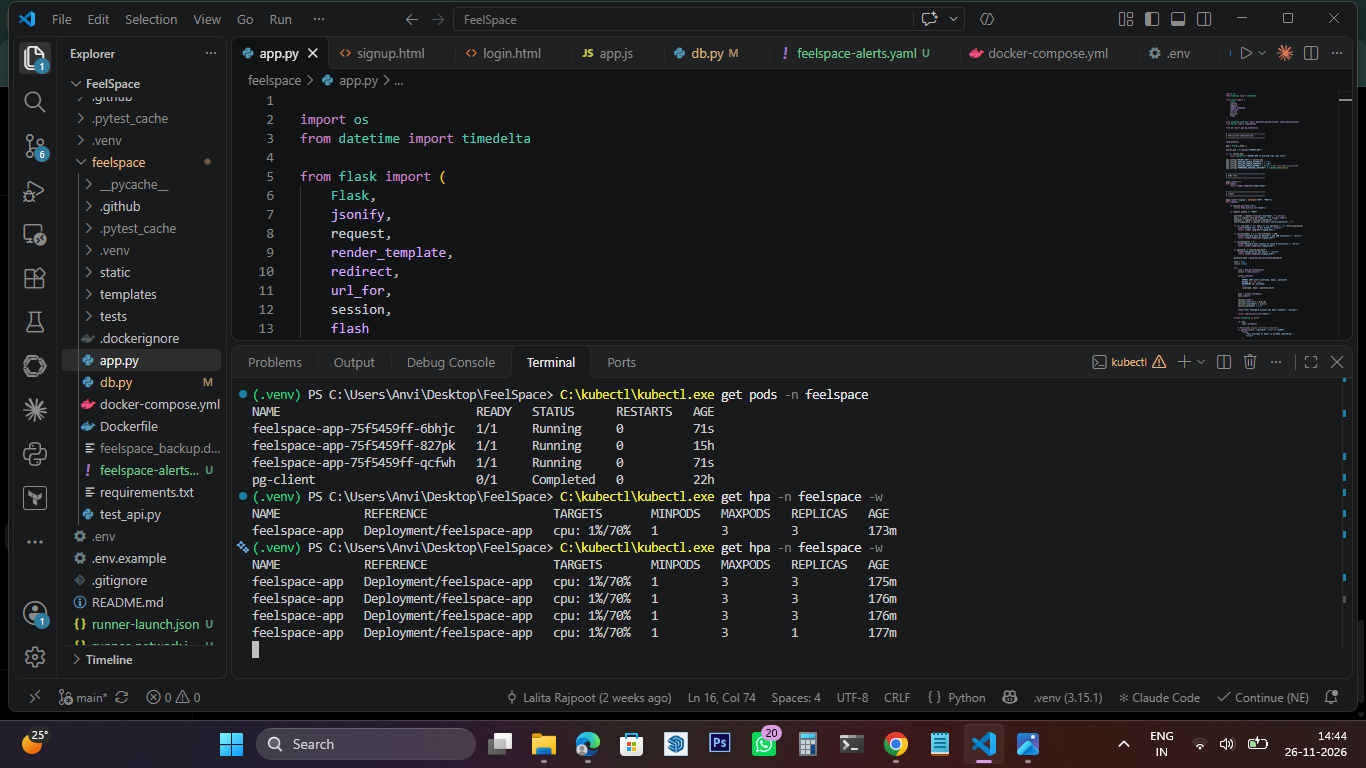 File Edit Selection View Go Run ··· FeelSpace
Explorer ···
FeelSpace
.github
.pytest_cache
.venv
feelspace
__pycache__
.github
.pytest_cache
.venv
static
templates
tests
.dockerignore
app.py
db.py M
docker-compose.yml
Dockerfile
feelspace_backup.d...
feelspace-alerts... U
requirements.txt
test_api.py
.env
.env.example
.gitignore
README.md
runner-launch.json U
Timeline
1
6
1
app.py signup.html login.html JS app.js db.py M feelspace-alerts.yaml U docker-compose.yml .env
feelspace > app.py > ...
1
2 import os
3 from datetime import timedelta
4
5 from flask import (
6 Flask,
7 jsonify,
8 request,
9 render_template,
10 redirect,
11 url_for,
12 session,
13 flash
Problems Output Debug Console Terminal Ports kubectl
(.venv) PS C:\Users\Anvi\Desktop\FeelSpace> C:\kubectl\kubectl.exe get pods -n feelspace
NAME READY STATUS RESTARTS AGE
feelspace-app-75f5459ff-6bhjc 1/1 Running 0 71s
feelspace-app-75f5459ff-827pk 1/1 Running 0 15h
feelspace-app-75f5459ff-qcfwh 1/1 Running 0 71s
pg-client 0/1 Completed 0 22h
(.venv) PS C:\Users\Anvi\Desktop\FeelSpace> C:\kubectl\kubectl.exe get hpa -n feelspace -w
NAME REFERENCE TARGETS MINPODS MAXPODS REPLICAS AGE
feelspace-app Deployment/feelspace-app cpu: 1%/70% 1 3 3 173m
(.venv) PS C:\Users\Anvi\Desktop\FeelSpace> C:\kubectl\kubectl.exe get hpa -n feelspace -w
NAME REFERENCE TARGETS MINPODS MAXPODS REPLICAS AGE
feelspace-app Deployment/feelspace-app cpu: 1%/70% 1 3 3 175m
feelspace-app Deployment/feelspace-app cpu: 1%/70% 1 3 3 176m
feelspace-app Deployment/feelspace-app cpu: 1%/70% 1 3 3 176m
feelspace-app Deployment/feelspace-app cpu: 1%/70% 1 3 1 177m
main* 0 0 Lalita Rajpoot (2 weeks ago) Ln 16, Col 74 Spaces: 4 UTF-8 CRLF { } Python .venv (3.15.1) Claude Code Continue (NE)
25° Search Ps 20 ENG IN 14:44 26-11-2026